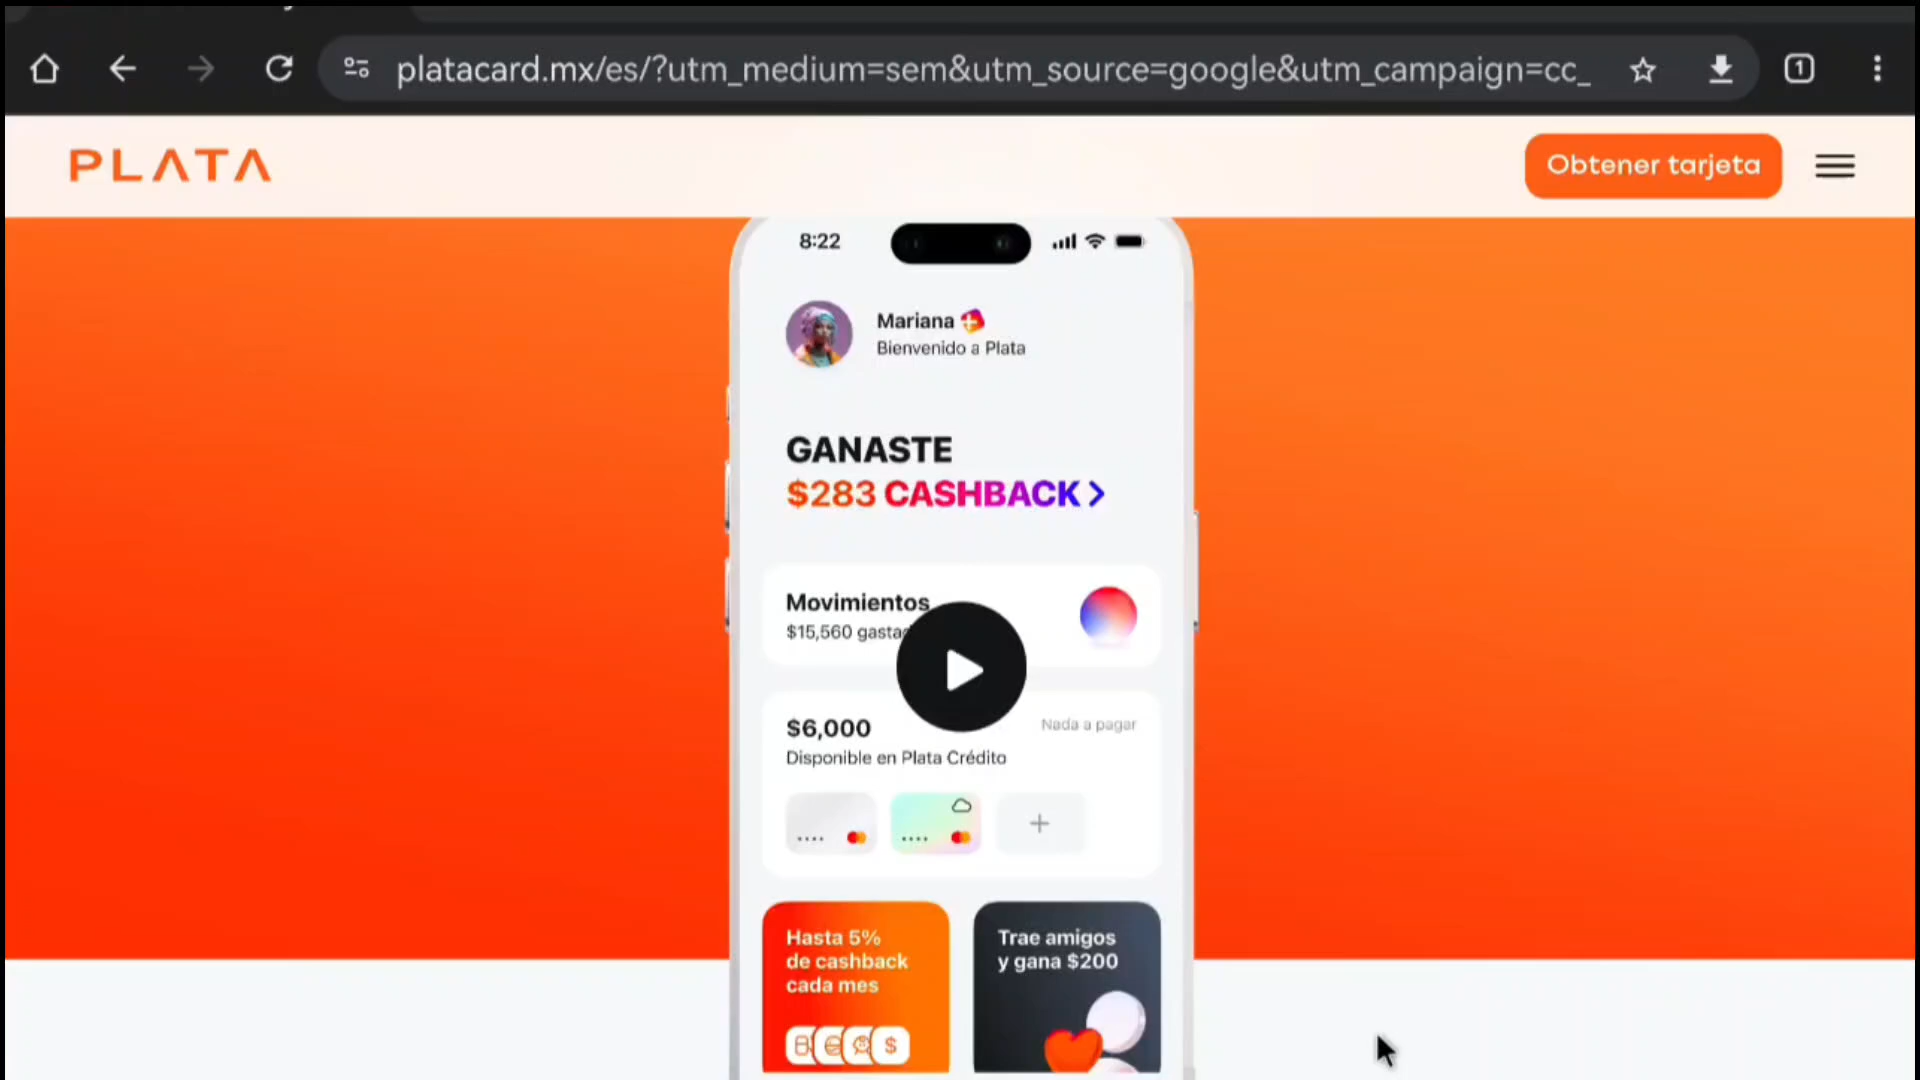 platacard.mx/es/?utm_medium=sem&utm_source=google&utm_campaign=cc_
1
PLATA
Obtener tarjeta
8:22
Mariana
Bienvenido a Plata
GANASTE
$283 CASHBACK >
Movimientos
$15,560
$6,000
Nada a pagar
Disponible en Plata Crédito
Hasta 5%
de cashback
cada mes
Trae amigos
y gana $200